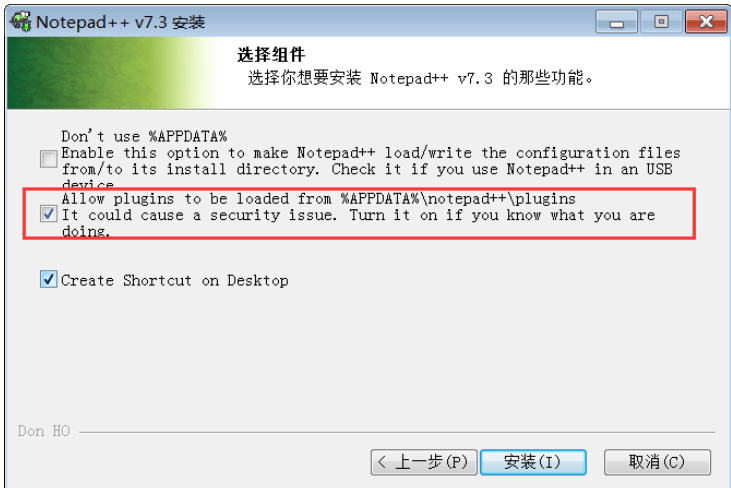 Notepad++ v7.3 安装
选择组件
选择你想要安装 Notepad++ v7.3 的那些功能。
Don't use %APPDATA%
Enable this option to make Notepad++ load/write the configuration files
from/to its install directory. Check it if you use Notepad++ in an USB
device.
Allow plugins to be loaded from %APPDATA%\notepad++\plugins
It could cause a security issue. Turn it on if you know what you are
doing.
Create Shortcut on Desktop
Don HO
< 上一步(P) 安装(I) 取消(C)